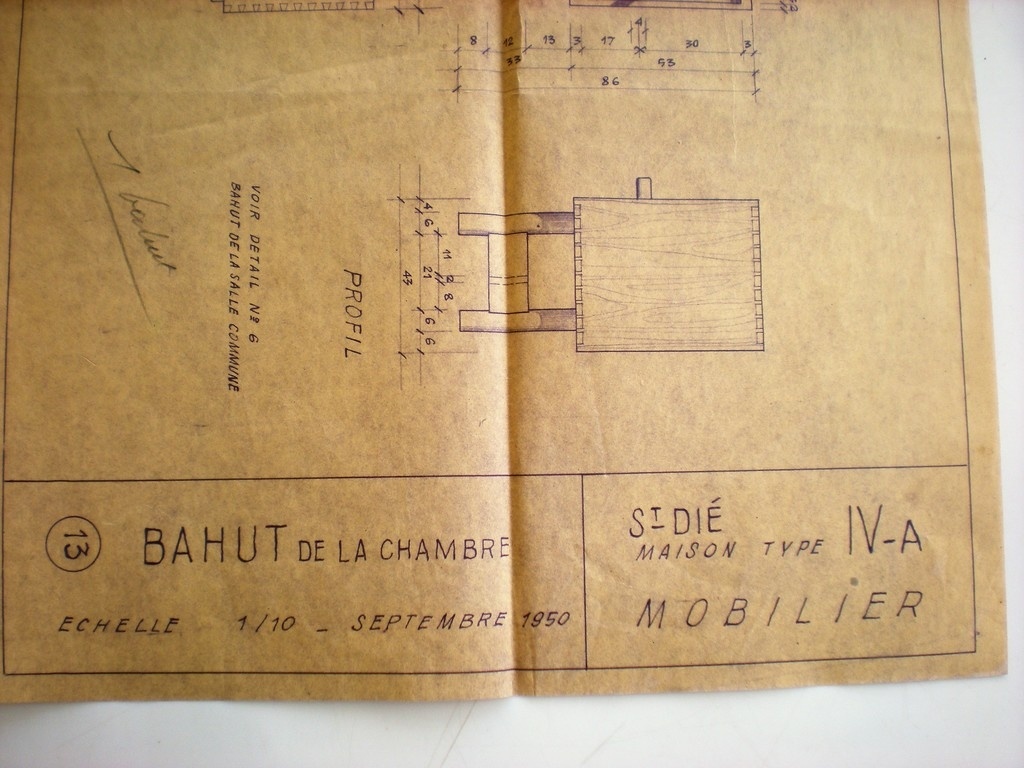 8 12 13 3 17 4 30 3
33 53
86
4 6 11 2 8 6 6
21
43
PROFIL
VOIR DETAIL Nº 6
BAHUT DE LA SALLE COMMUNE
1 bahut
13
BAHUT DE LA CHAMBRE
ECHELLE 1/10 _ SEPTEMBRE 1950
ST DIÉ
MAISON TYPE IV-A
MOBILIER